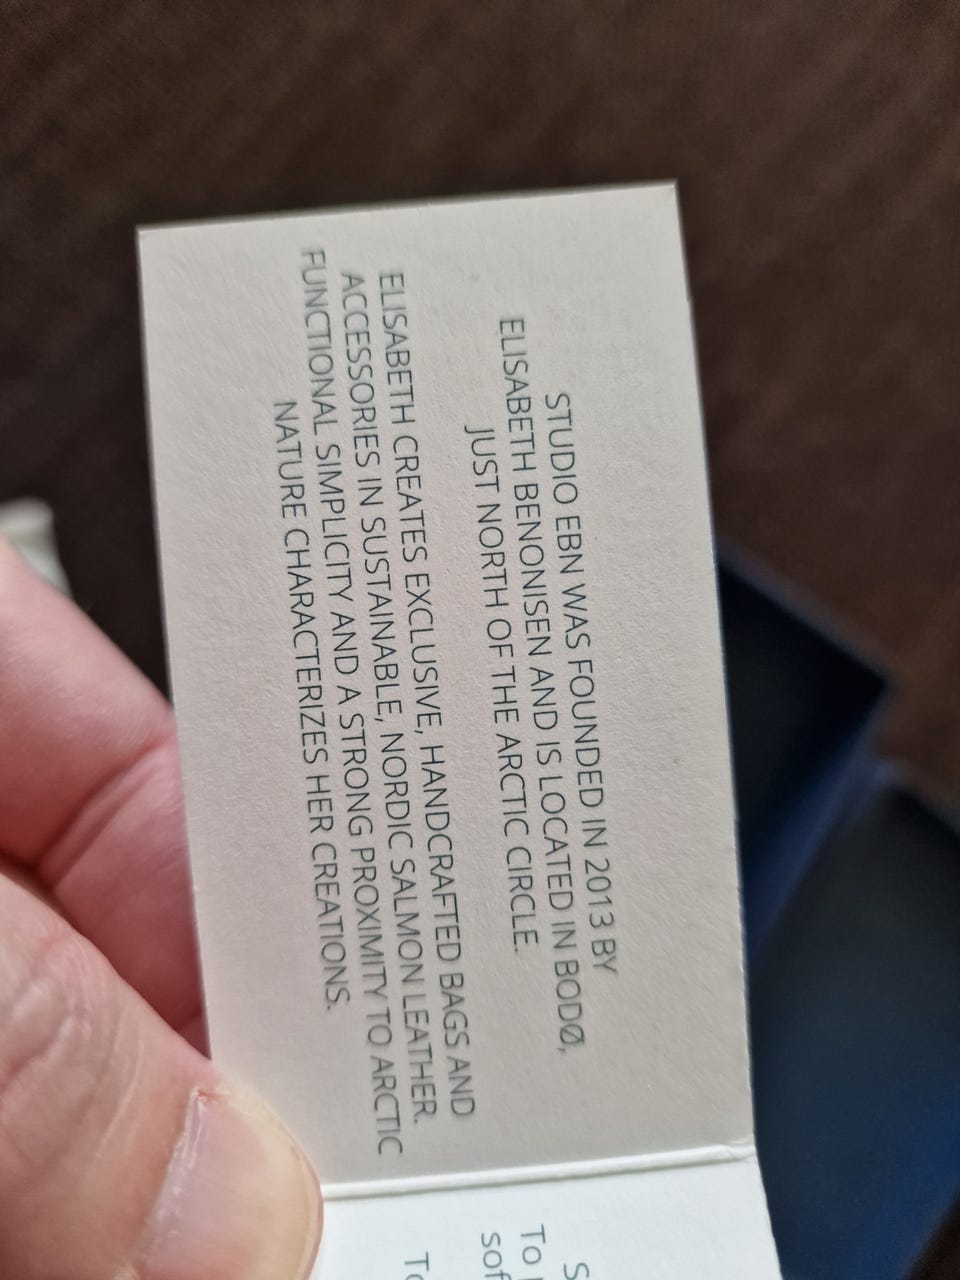 STUDIO EBN WAS FOUNDED IN 2013 BY
ELISABETH BENONISEN AND IS LOCATED IN BODØ,
JUST NORTH OF THE ARCTIC CIRCLE.
ELISABETH CREATES EXCLUSIVE, HANDCRAFTED BAGS AND
ACCESSORIES IN SUSTAINABLE, NORDIC SALMON LEATHER.
FUNCTIONAL SIMPLICITY AND A STRONG PROXIMITY TO ARCTIC
NATURE CHARACTERIZES HER CREATIONS.
To